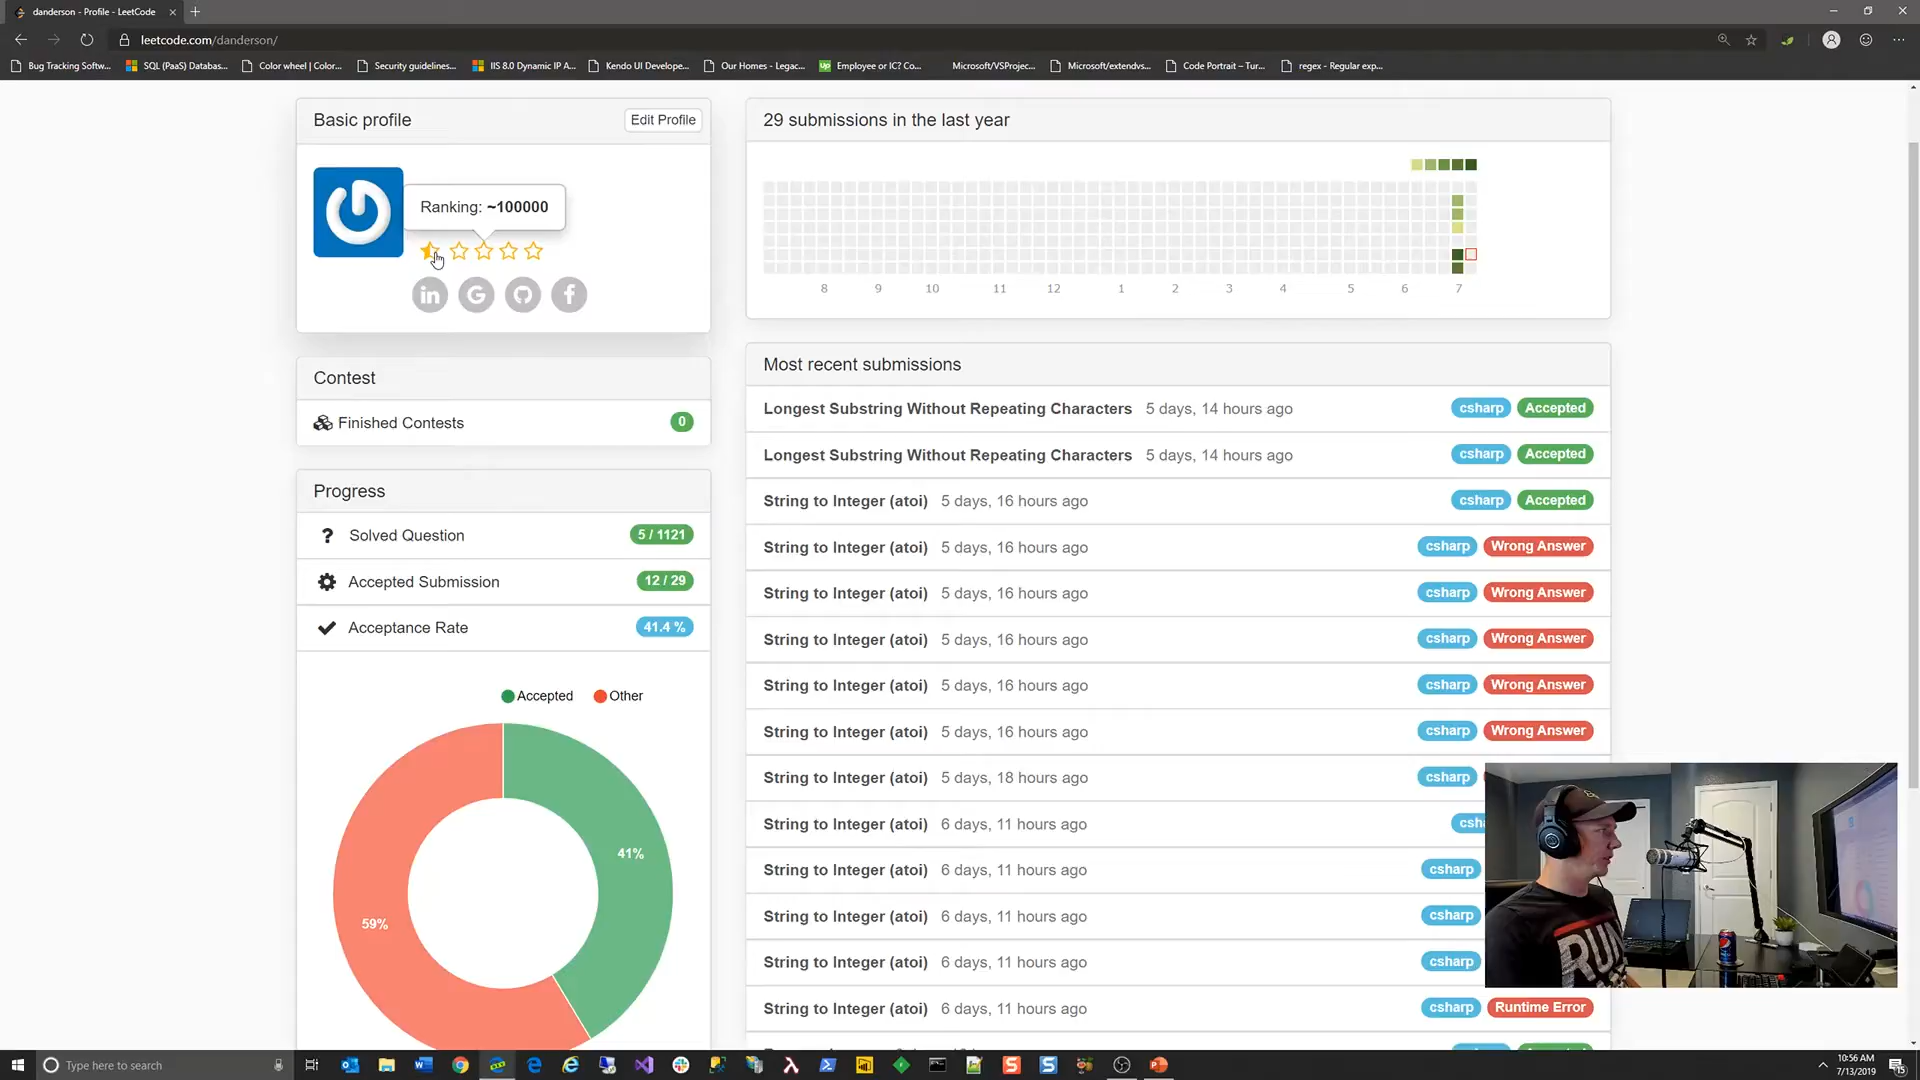 danderson - Profile - LeetCode
leetcode.com/danderson/
Bug Tracking Softw...
SQL (PaaS) Databas...
Color wheel | Color...
Security guidelines...
IIS 8.0 Dynamic IP A...
Kendo UI Develope...
Our Homes - Legac...
Employee or IC? Co...
Microsoft/VSProjec...
Microsoft/extendvs...
Code Portrait – Tur...
regex - Regular exp...
Basic profile
Edit Profile
Ranking: ~100000
Contest
Finished Contests 0
Progress
Solved Question 5 / 1121
Accepted Submission 12 / 29
Acceptance Rate 41.4 %
Accepted Other
41%
59%
29 submissions in the last year
8 9 10 11 12 1 2 3 4 5 6 7
Most recent submissions
Longest Substring Without Repeating Characters 5 days, 14 hours ago csharp Accepted
Longest Substring Without Repeating Characters 5 days, 14 hours ago csharp Accepted
String to Integer (atoi) 5 days, 16 hours ago csharp Accepted
String to Integer (atoi) 5 days, 16 hours ago csharp Wrong Answer
String to Integer (atoi) 5 days, 16 hours ago csharp Wrong Answer
String to Integer (atoi) 5 days, 16 hours ago csharp Wrong Answer
String to Integer (atoi) 5 days, 16 hours ago csharp Wrong Answer
String to Integer (atoi) 5 days, 16 hours ago csharp Wrong Answer
String to Integer (atoi) 5 days, 18 hours ago csharp
String to Integer (atoi) 6 days, 11 hours ago csha
String to Integer (atoi) 6 days, 11 hours ago csharp
String to Integer (atoi) 6 days, 11 hours ago csharp
String to Integer (atoi) 6 days, 11 hours ago csharp
String to Integer (atoi) 6 days, 11 hours ago csharp Runtime Error
RUN
Type here to search
10:56 AM
7/13/2019